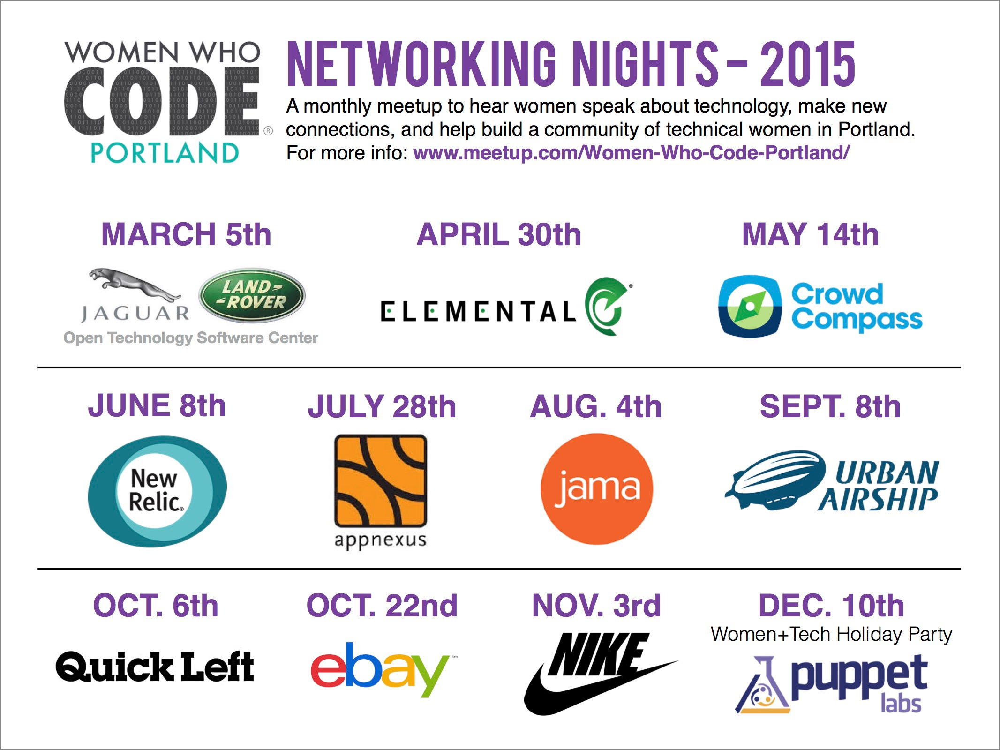 WOMEN WHO
CODE®
PORTLAND
NETWORKING NIGHTS – 2015
A monthly meetup to hear women speak about technology, make new
connections, and help build a community of technical women in Portland.
For more info: www.meetup.com/Women-Who-Code-Portland/
MARCH 5th
JAGUAR
LAND
ROVER
Open Technology Software Center
APRIL 30th
ELEMENTAL®
MAY 14th
Crowd
Compass
JUNE 8th
New
Relic®
JULY 28th
appnexus
AUG. 4th
jama
SEPT. 8th
URBAN
AIRSHIP
OCT. 6th
Quick Left
OCT. 22nd
ebay™
NOV. 3rd
NIKE
DEC. 10th
Women+Tech Holiday Party
puppet
labs